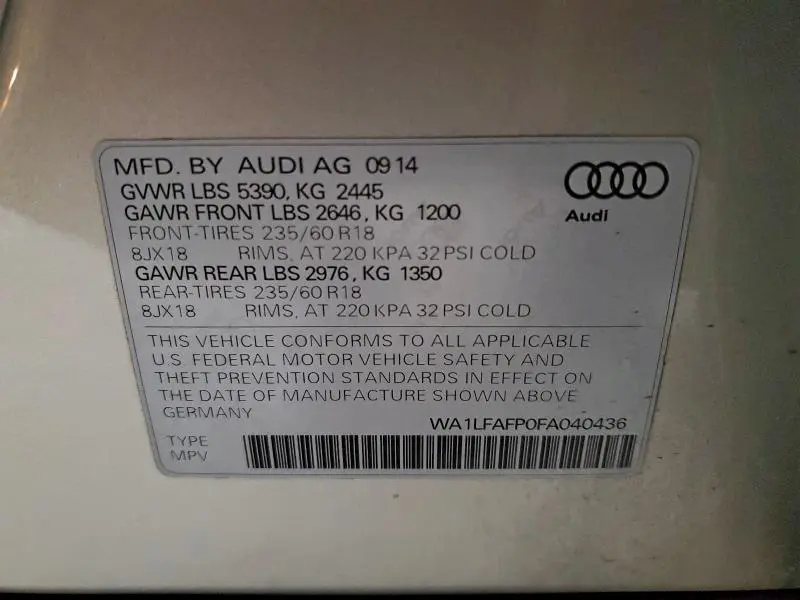 MFD. BY AUDI AG 09 14
GVWR LBS 5390, KG 2445
GAWR FRONT LBS 2646, KG 1200
FRONT-TIRES 235/60 R18
8JX18 RIMS, AT 220 KPA 32 PSI COLD
GAWR REAR LBS 2976, KG 1350
REAR-TIRES 235/60 R18
8JX18 RIMS, AT 220 KPA 32 PSI COLD
Audi
THIS VEHICLE CONFORMS TO ALL APPLICABLE
U.S. FEDERAL MOTOR VEHICLE SAFETY AND
THEFT PREVENTION STANDARDS IN EFFECT ON
THE DATE OF MANUFACTURE SHOWN ABOVE
GERMANY WA1LFAFP0FA040436
TYPE
MPV